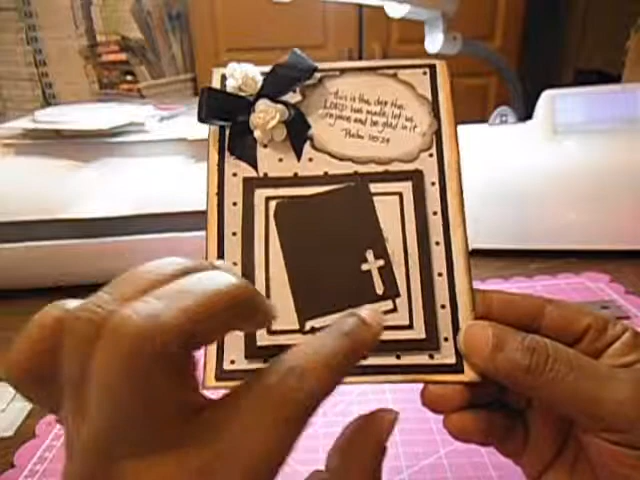 this is the day the
LORD has made; let us
rejoice and be glad in it
Psalm 118:24